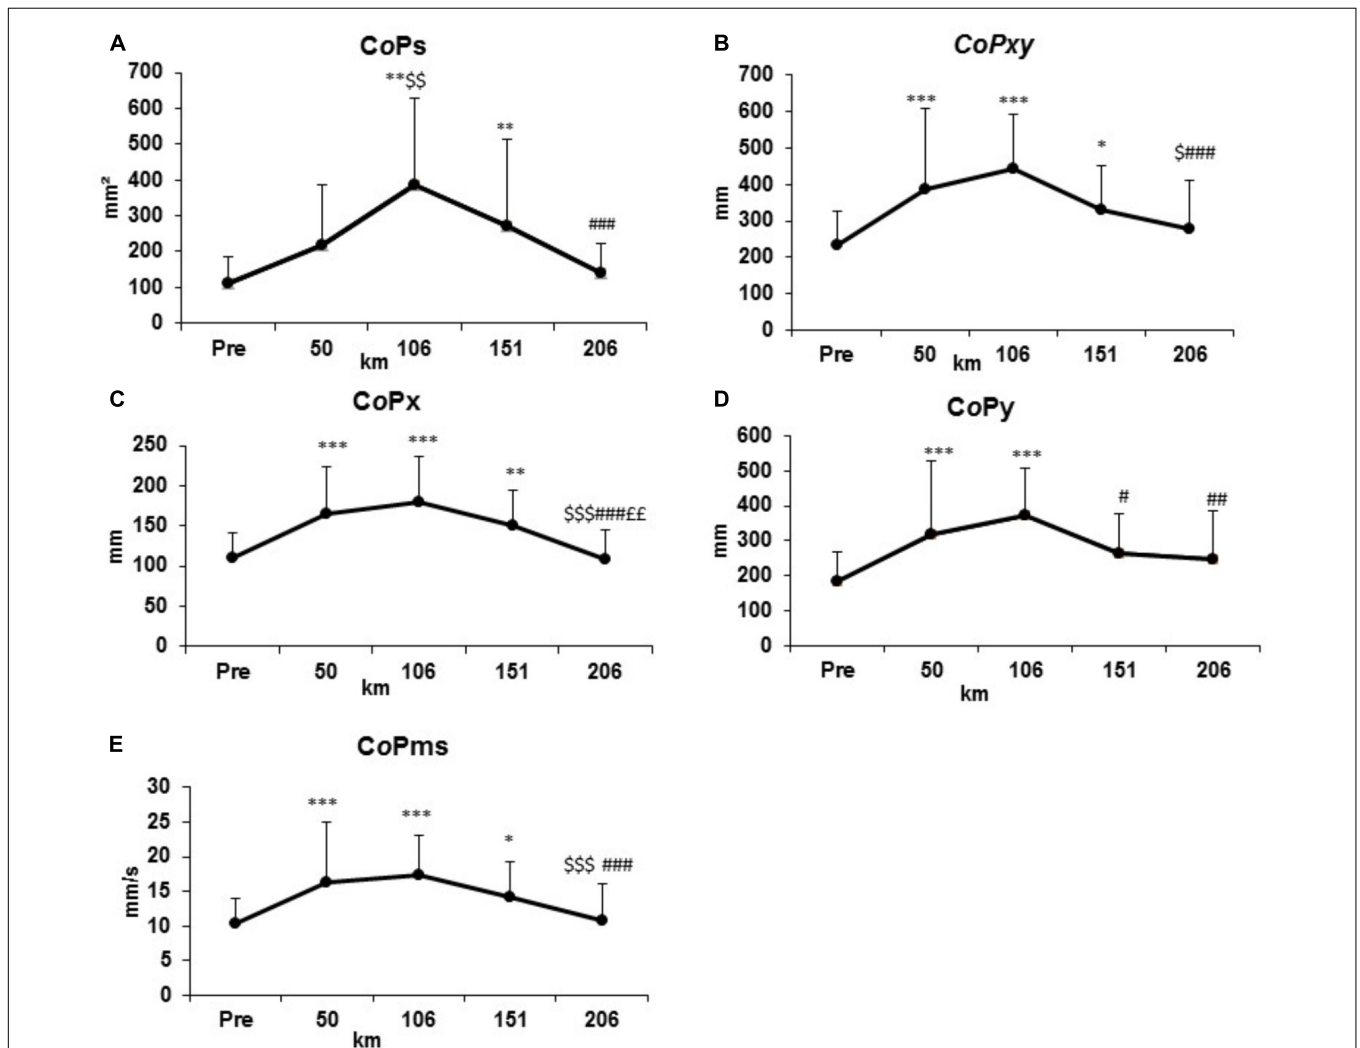 A
CoPs
700
600
500
400
300
200
100
0
mm²
**$$
**
###
Pre 50 106 151 206
km
B
CoPxy
700
600
500
400
300
200
100
0
mm
***
***
*
$###
Pre 50 106 151 206
km
C
CoPx
250
200
150
100
50
0
mm
***
***
**
$$$###££
Pre 50 106 151 206
km
D
CoPy
600
500
400
300
200
100
0
mm
***
***
#
##
Pre 50 106 151 206
km
E
CoPms
30
25
20
15
10
5
0
mm/s
***
***
*
$$$ ###
Pre 50 106 151 206
km